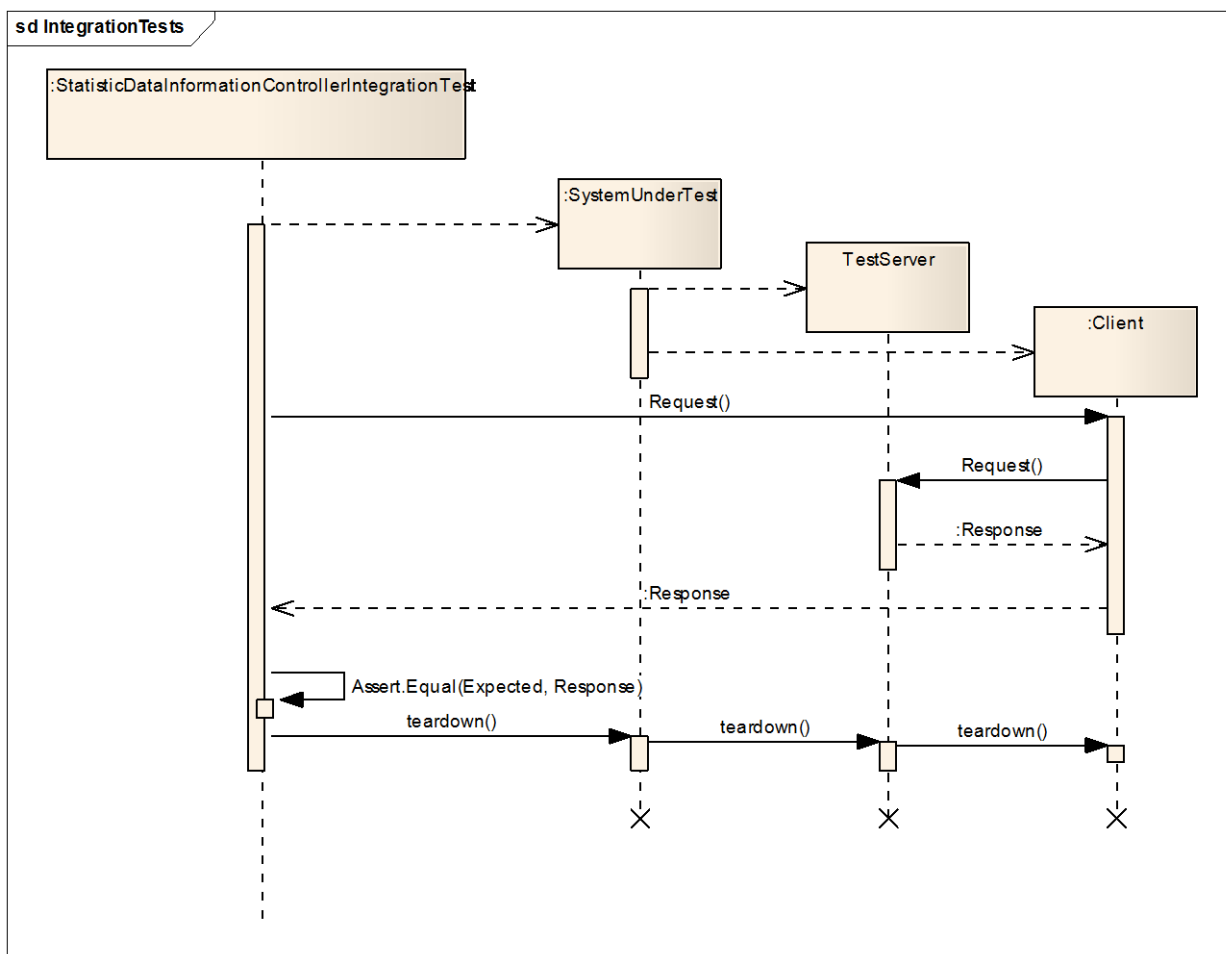 sd IntegrationTests
:StatisticDataInformationControllerIntegrationTest
:SystemUnderTest
TestServer
:Client
Request()
Request()
:Response
:Response
Assert.Equal(Expected, Response)
teardown()
teardown()
teardown()